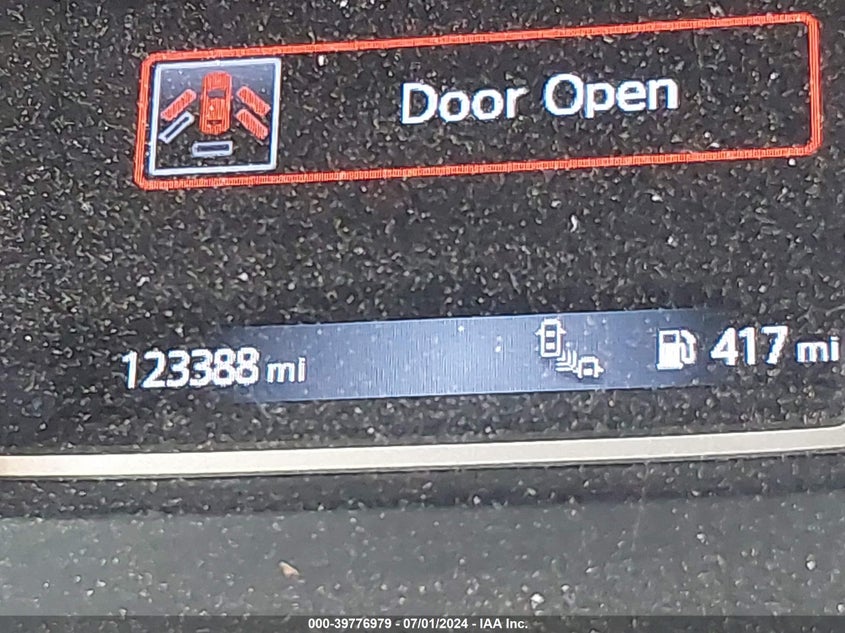 Door Open
123388 mi 417 mi
000-39776979 - 07/01/2024 - IAA Inc.